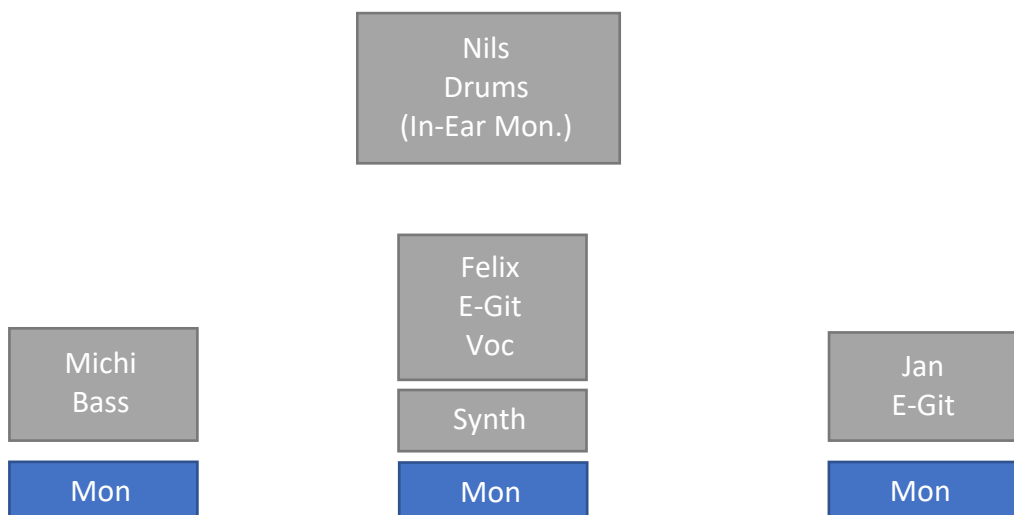 Nils
Drums
(In-Ear Mon.)
Felix
E-Git
Voc
Michi
Bass
Jan
E-Git
Synth
Mon
Mon
Mon